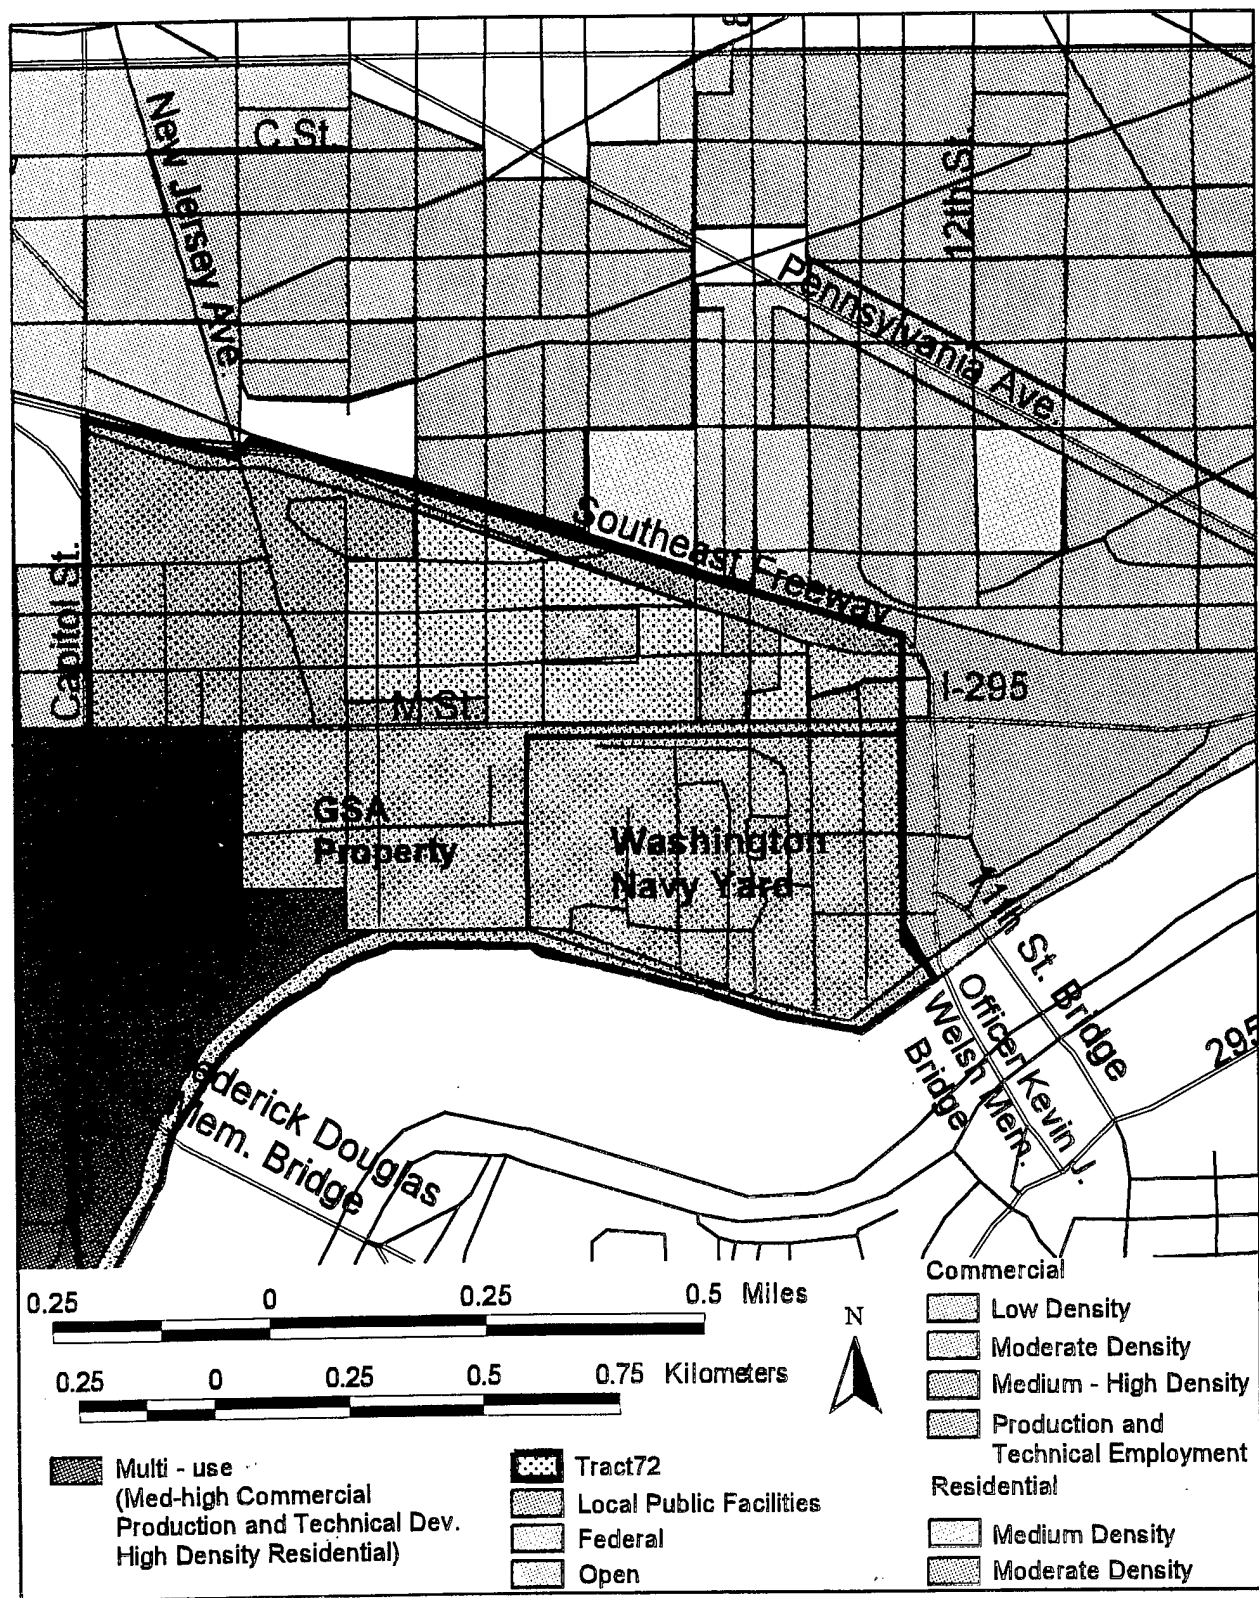 C St.
New Jersey Ave.
12th St.
Pennsylvania Ave.
Southeast Freeway
Capitol St.
I-295
M St.
GSA
Property
Washington
Navy Yard
11th St. Bridge
Officer Kevin J.
Welsh Mem.
Bridge
295
ederick Douglas
Mem. Bridge
0.25 0 0.25 0.5 Miles
0.25 0 0.25 0.5 0.75 Kilometers
N
Multi - use
(Med-high Commercial
Production and Technical Dev.
High Density Residential)
Tract72
Local Public Facilities
Federal
Open
Commercial
Low Density
Moderate Density
Medium - High Density
Production and
Technical Employment
Residential
Medium Density
Moderate Density